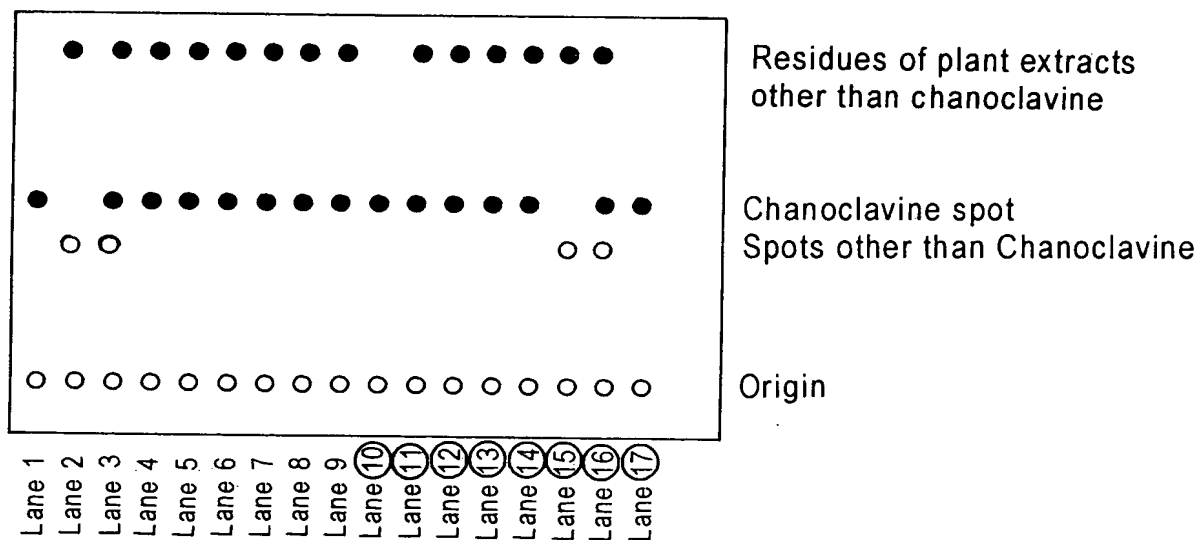 Residues of plant extracts
other than chanoclavine
Chanoclavine spot
Spots other than Chanoclavine
Origin
Lane 1
Lane 2
Lane 3
Lane 4
Lane 5
Lane 6
Lane 7
Lane 8
Lane 9
Lane 10
Lane 11
Lane 12
Lane 13
Lane 14
Lane 15
Lane 16
Lane 17